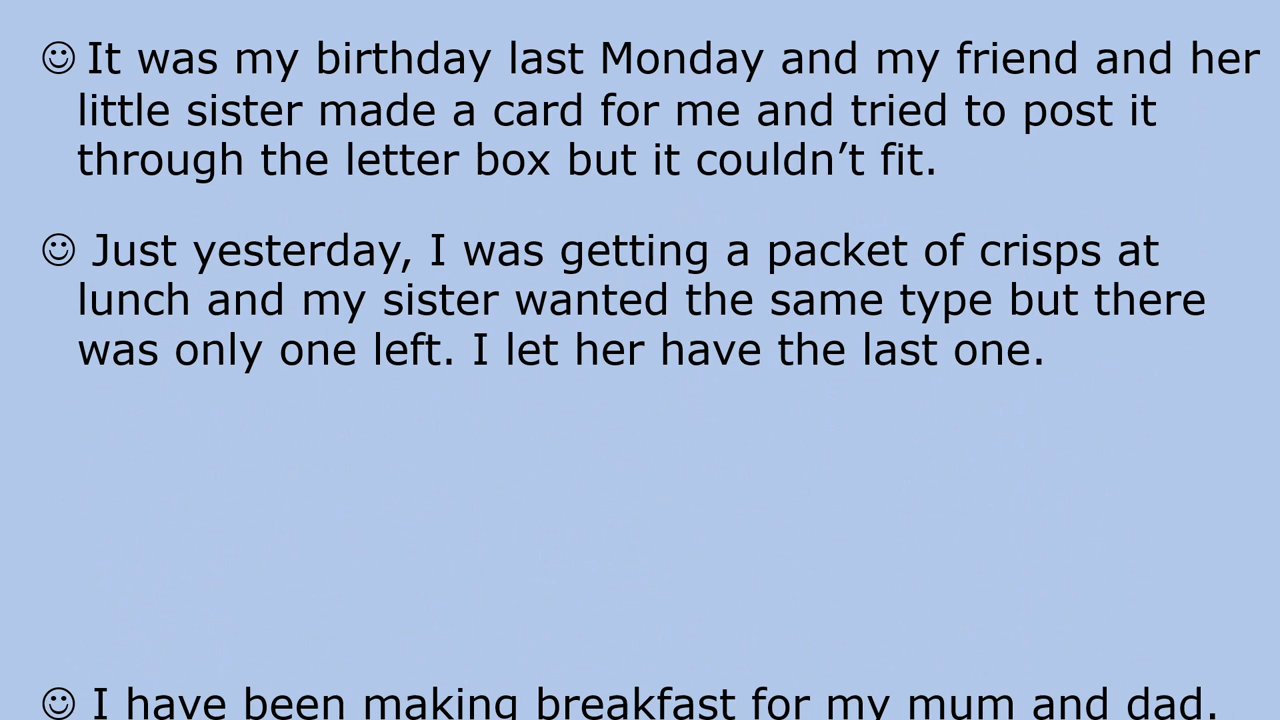 ☺ It was my birthday last Monday and my friend and her
little sister made a card for me and tried to post it
through the letter box but it couldn’t fit.
☺ Just yesterday, I was getting a packet of crisps at
lunch and my sister wanted the same type but there
was only one left. I let her have the last one.
☺ I have been making breakfast for my mum and dad.